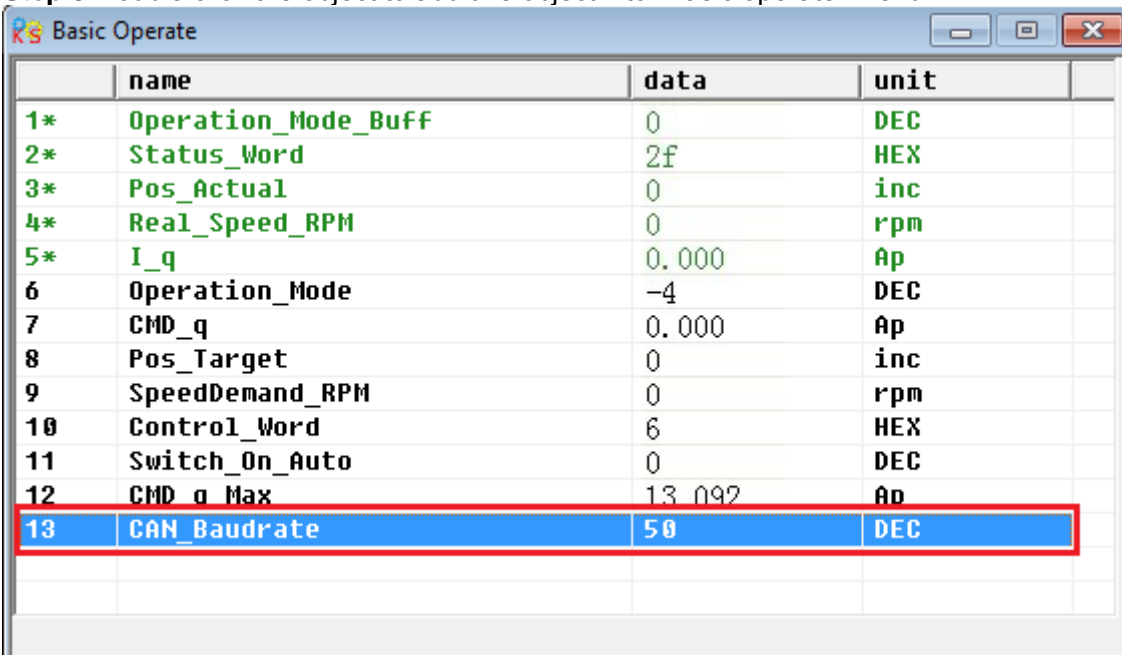 Basic Operate
name data unit
1* Operation_Mode_Buff 0 DEC
2* Status_Word 2f HEX
3* Pos_Actual 0 inc
4* Real_Speed_RPM 0 rpm
5* I_q 0.000 Ap
6 Operation_Mode -4 DEC
7 CMD_q 0.000 Ap
8 Pos_Target 0 inc
9 SpeedDemand_RPM 0 rpm
10 Control_Word 6 HEX
11 Switch_On_Auto 0 DEC
12 CMD_q_Max 13.092 Ap
13 CAN_Baudrate 50 DEC